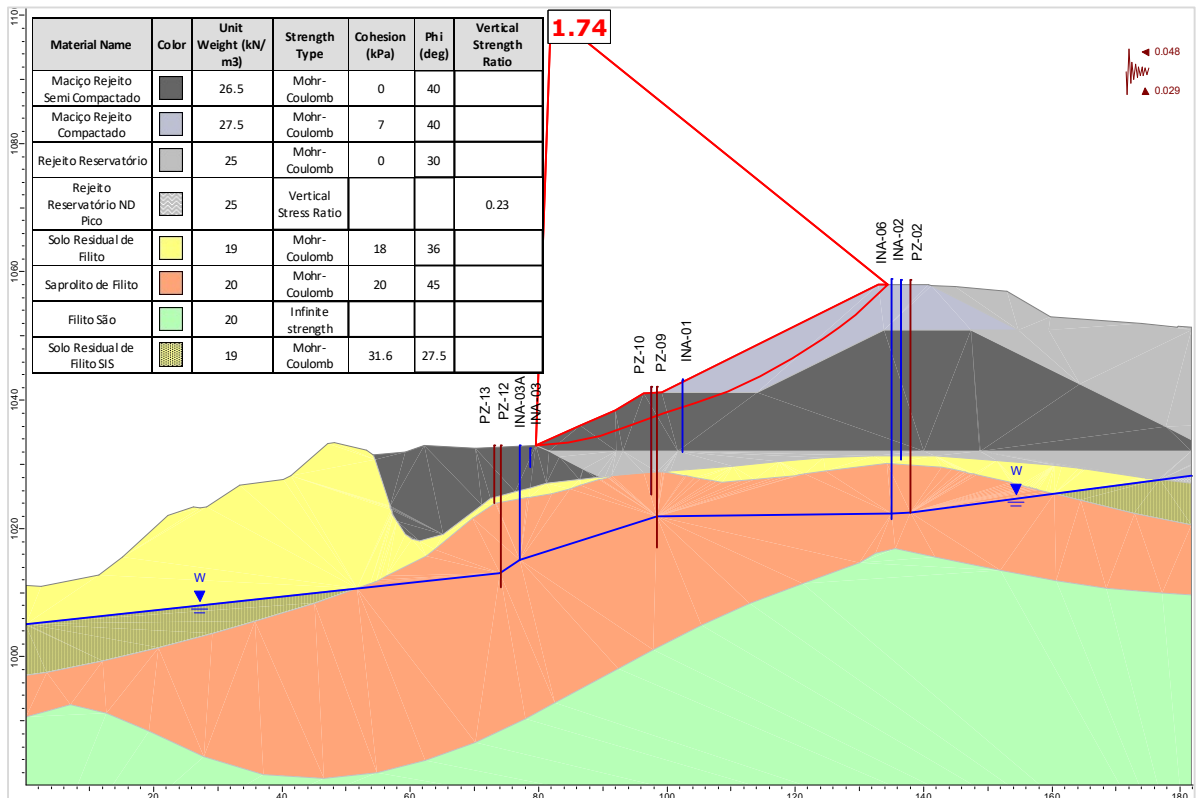 1.74
Material Name Color Unit Weight (kN/ m3) Strength Type Cohesion (kPa) Phi (deg) Vertical Strength Ratio
Maciço Rejeito Semi Compactado 26.5 Mohr-Coulomb 0 40
Maciço Rejeito Compactado 27.5 Mohr-Coulomb 7 40
Rejeito Reservatório 25 Mohr-Coulomb 0 30
Rejeito Reservatório ND Pico 25 Vertical Stress Ratio 0.23
Solo Residual de Filito 19 Mohr-Coulomb 18 36
Saprolito de Filito 20 Mohr-Coulomb 20 45
Filito São 20 Infinite strength
Solo Residual de Filito SIS 19 Mohr-Coulomb 31.6 27.5
0.048
0.029
INA-06
INA-02
PZ-02
PZ-10
PZ-09
INA-01
PZ-13
PZ-12
INA-03A
INA-03
W
W
1100
1080
1060
1040
1020
1000
20 40 60 80 100 120 140 160 180